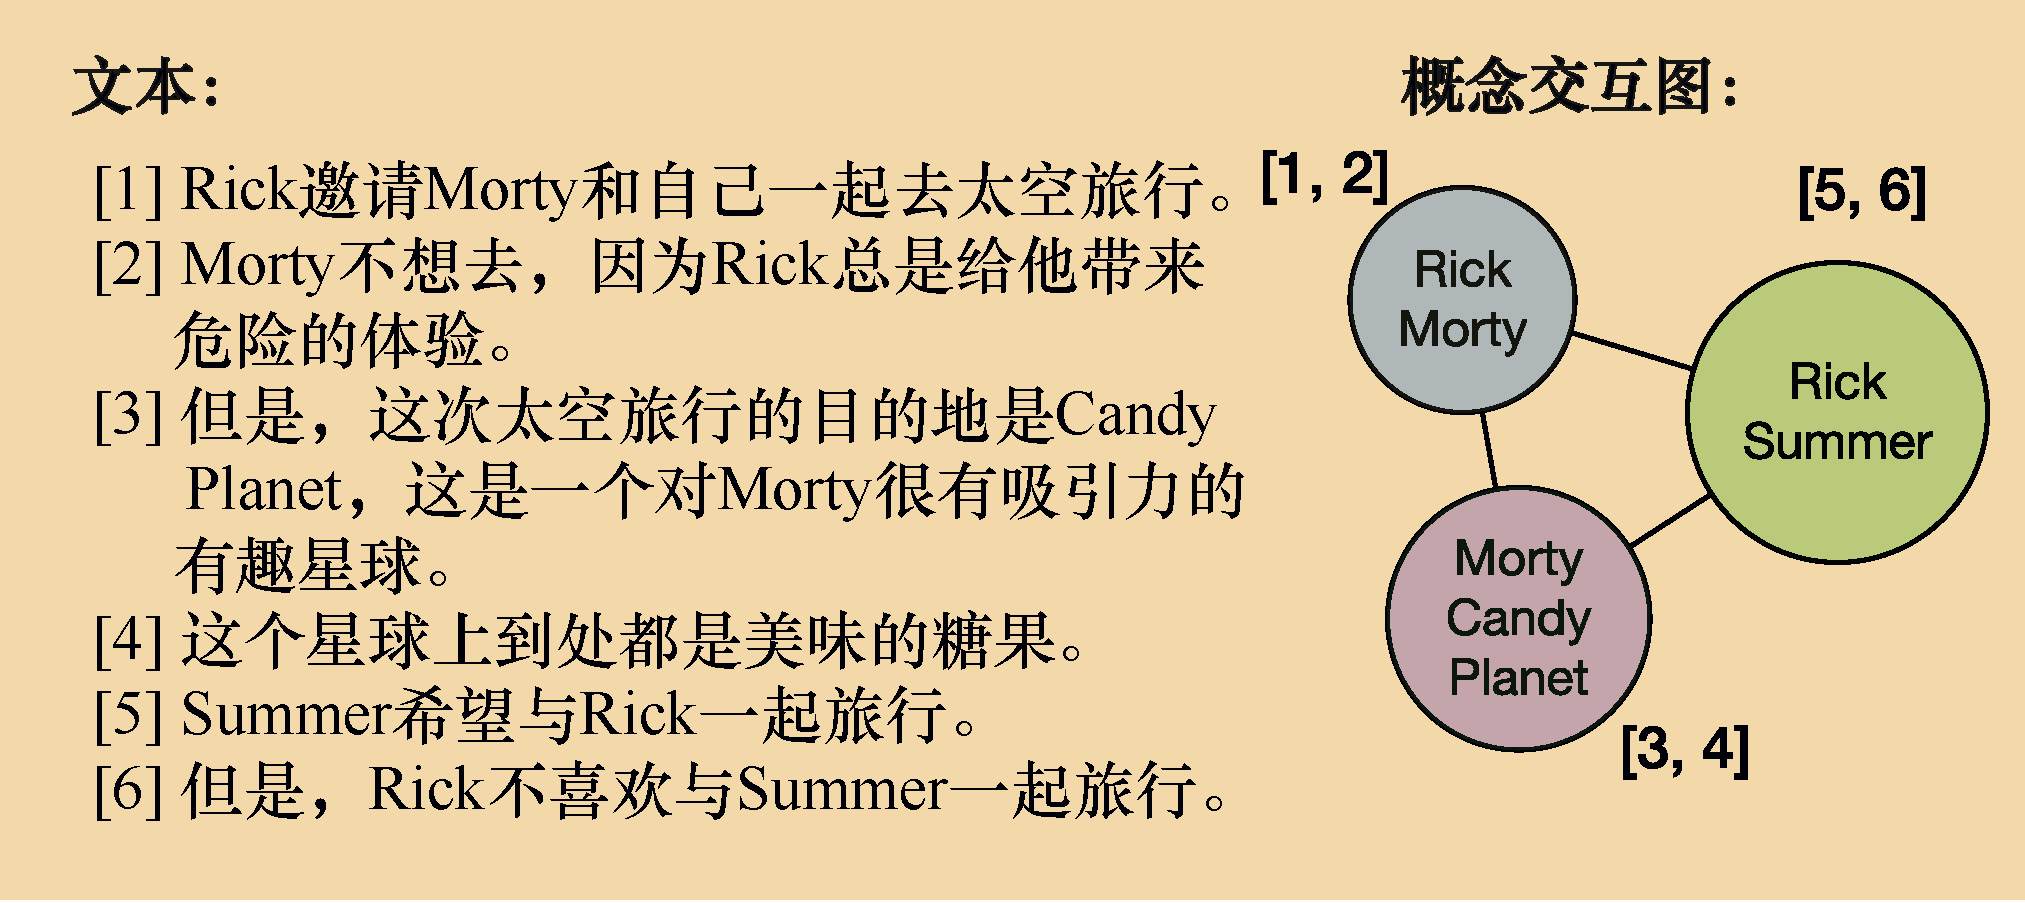 文本：
[1] Rick邀请Morty和自己一起去太空旅行。
[2] Morty不想去，因为Rick总是给他带来
危险的体验。
[3] 但是，这次太空旅行的目的地是Candy
Planet，这是一个对Morty很有吸引力的
有趣星球。
[4] 这个星球上到处都是美味的糖果。
[5] Summer希望与Rick一起旅行。
[6] 但是，Rick不喜欢与Summer一起旅行。
概念交互图：
[1, 2]
Rick
Morty
[5, 6]
Rick
Summer
Morty
Candy
Planet
[3, 4]